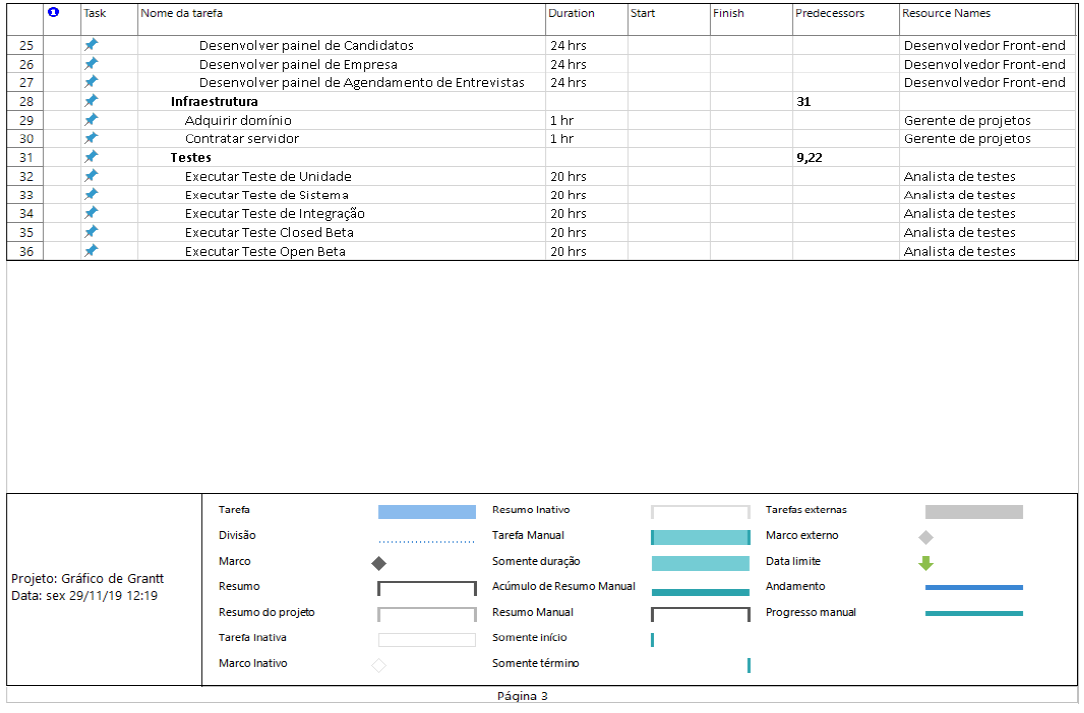 Task Nome da tarefa Duration Start Finish Predecessors Resource Names
25 Desenvolver painel de Candidatos 24 hrs Desenvolvedor Front-end
26 Desenvolver painel de Empresa 24 hrs Desenvolvedor Front-end
27 Desenvolver painel de Agendamento de Entrevistas 24 hrs Desenvolvedor Front-end
28 Infraestrutura 31
29 Adquirir domínio 1 hr Gerente de projetos
30 Contratar servidor 1 hr Gerente de projetos
31 Testes 9,22
32 Executar Teste de Unidade 20 hrs Analista de testes
33 Executar Teste de Sistema 20 hrs Analista de testes
34 Executar Teste de Integração 20 hrs Analista de testes
35 Executar Teste Closed Beta 20 hrs Analista de testes
36 Executar Teste Open Beta 20 hrs Analista de testes
Projeto: Gráfico de Grantt
Data: sex 29/11/19 12:19
Tarefa Resumo Inativo Tarefas externas
Divisão Tarefa Manual Marco externo
Marco Somente duração Data limite
Resumo Acúmulo de Resumo Manual Andamento
Resumo do projeto Resumo Manual Progresso manual
Tarefa Inativa Somente início
Marco Inativo Somente término
Página 3